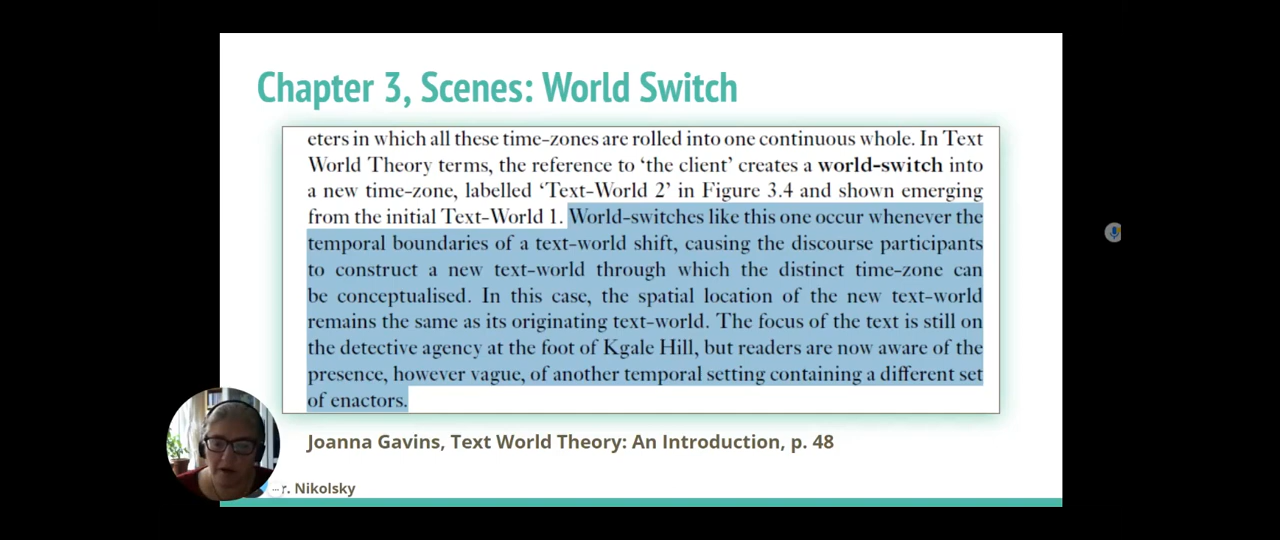 Chapter 3, Scenes: World Switch
eters in which all these time-zones are rolled into one continuous whole. In Text
World Theory terms, the reference to ‘the client’ creates a world-switch into
a new time-zone, labelled ‘Text-World 2’ in Figure 3.4 and shown emerging
from the initial Text-World 1. World-switches like this one occur whenever the
temporal boundaries of a text-world shift, causing the discourse participants
to construct a new text-world through which the distinct time-zone can
be conceptualised. In this case, the spatial location of the new text-world
remains the same as its originating text-world. The focus of the text is still on
the detective agency at the foot of Kgale Hill, but readers are now aware of the
presence, however vague, of another temporal setting containing a different set
of enactors.
Joanna Gavins, Text World Theory: An Introduction, p. 48
r. Nikolsky